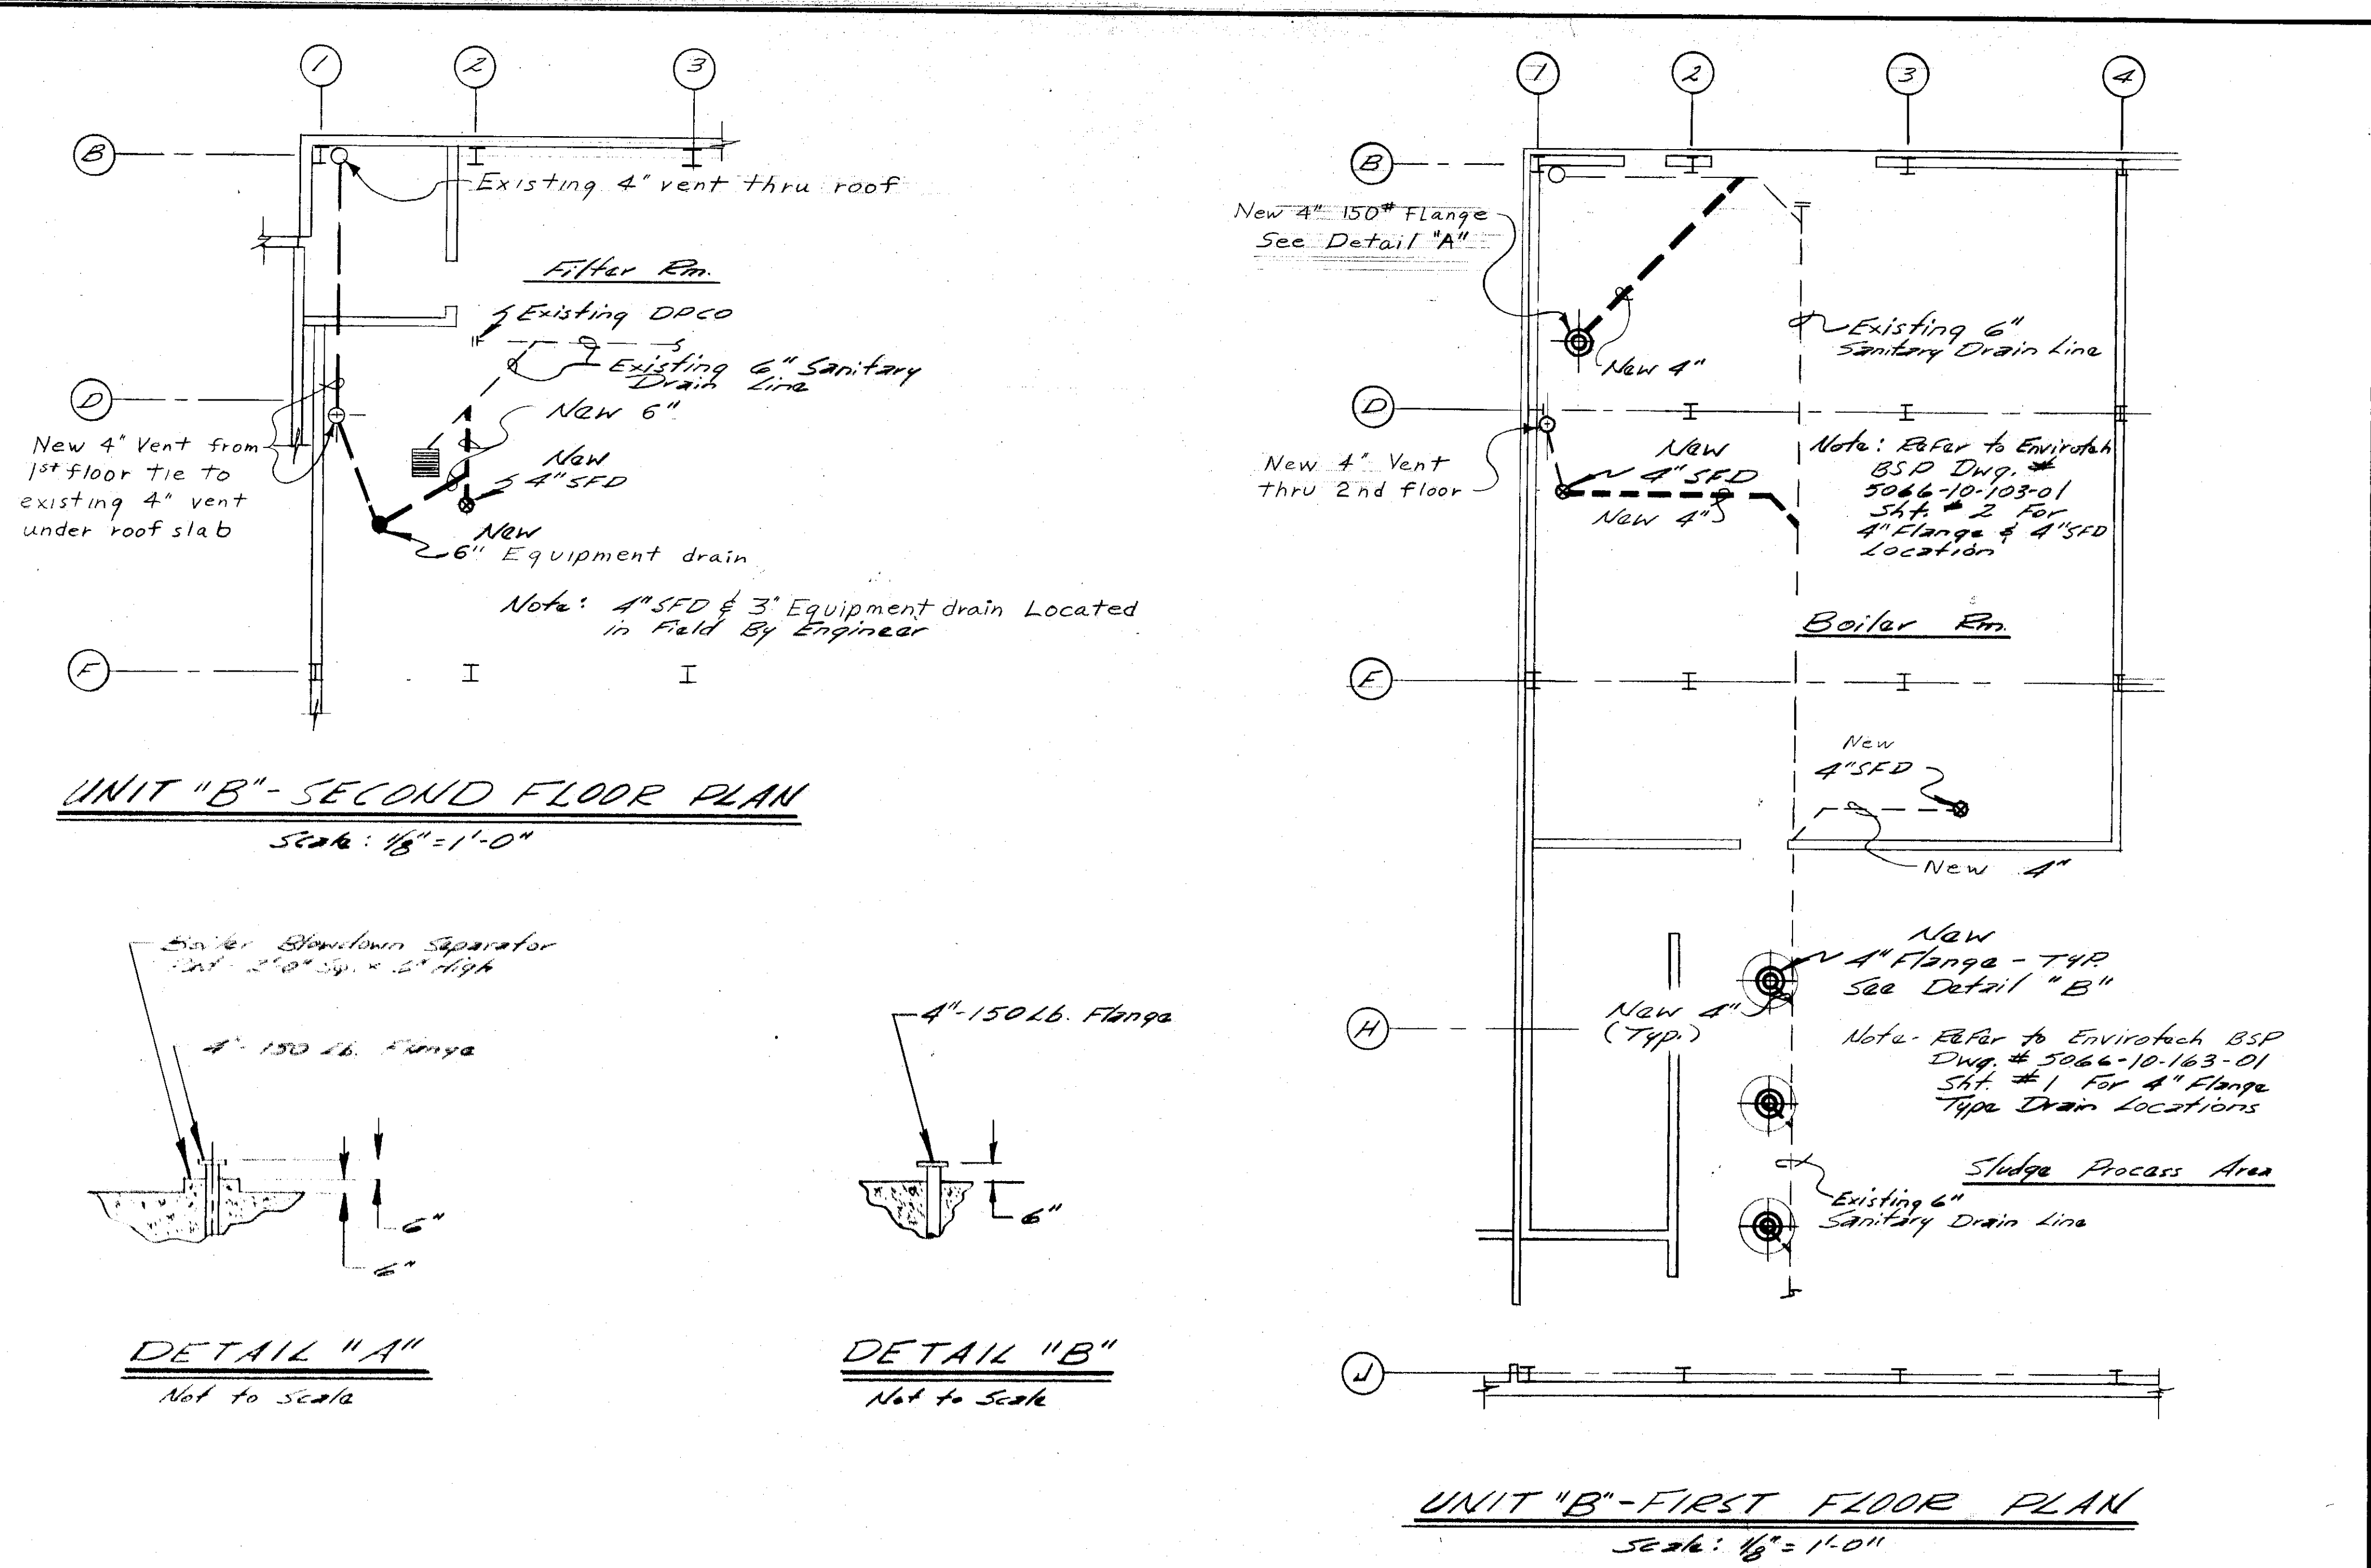 1
2
3
B
Existing 4" vent thru roof
Filter Rm.
Existing DPCO
Existing 6" Sanitary
Drain Line
D
New 6"
New 4" Vent from
1st floor tie to
existing 4" vent
under roof slab
New
4" SFD
New
6" Equipment drain
Note: 4" SFD & 3" Equipment drain Located
in Field By Engineer
F
UNIT "B"-SECOND FLOOR PLAN
Scale: 1/8" = 1'-0"
Boiler Blowdown Separator
Pad - 2'0" Sq. x 6" High
4"-150 Lb. Flange
6"
6"
DETAIL "A"
Not to Scale
4"-150 Lb. Flange
6"
DETAIL "B"
Not to Scale
1
2
3
4
B
New 4" 150# Flange
See Detail "A"
Existing 6"
Sanitary Drain Line
New 4"
D
New 4" Vent
thru 2nd floor
New
4" SFD
New 4"
Note: Refer to Envirotech
BSP Dwg. #
5066-10-103-01
Sht. # 2 For
4" Flange & 4" SFD
Location
Boiler Rm.
F
New
4" SFD
New 4"
New
4" Flange - TYP.
See Detail "B"
New 4"
(Typ.)
H
Note - Refer to Envirotech BSP
Dwg. # 5066-10-163-01
Sht. #1 For 4" Flange
Type Drain Locations
Sludge Process Area
Existing 6"
Sanitary Drain Line
J
UNIT "B"-FIRST FLOOR PLAN
Scale: 1/8" = 1'-0"